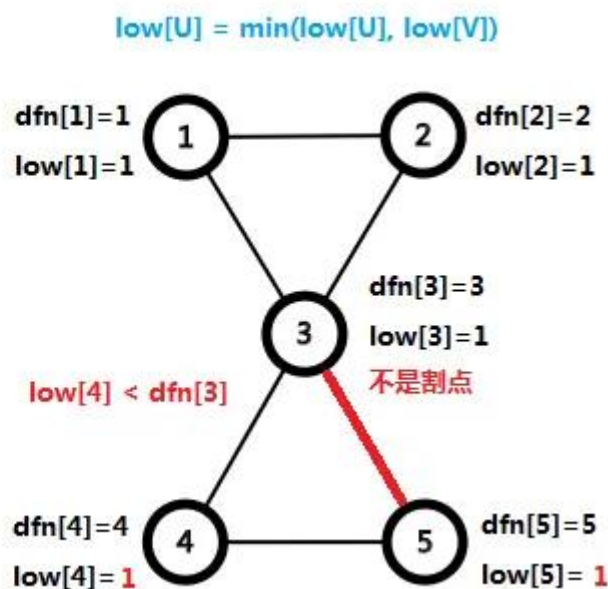 low[U] = min(low[U], low[V])
dfn[1]=1
low[1]=1
1
2
dfn[2]=2
low[2]=1
3
dfn[3]=3
low[3]=1
不是割点
low[4] < dfn[3]
dfn[4]=4
low[4]=1
4
5
dfn[5]=5
low[5]= 1